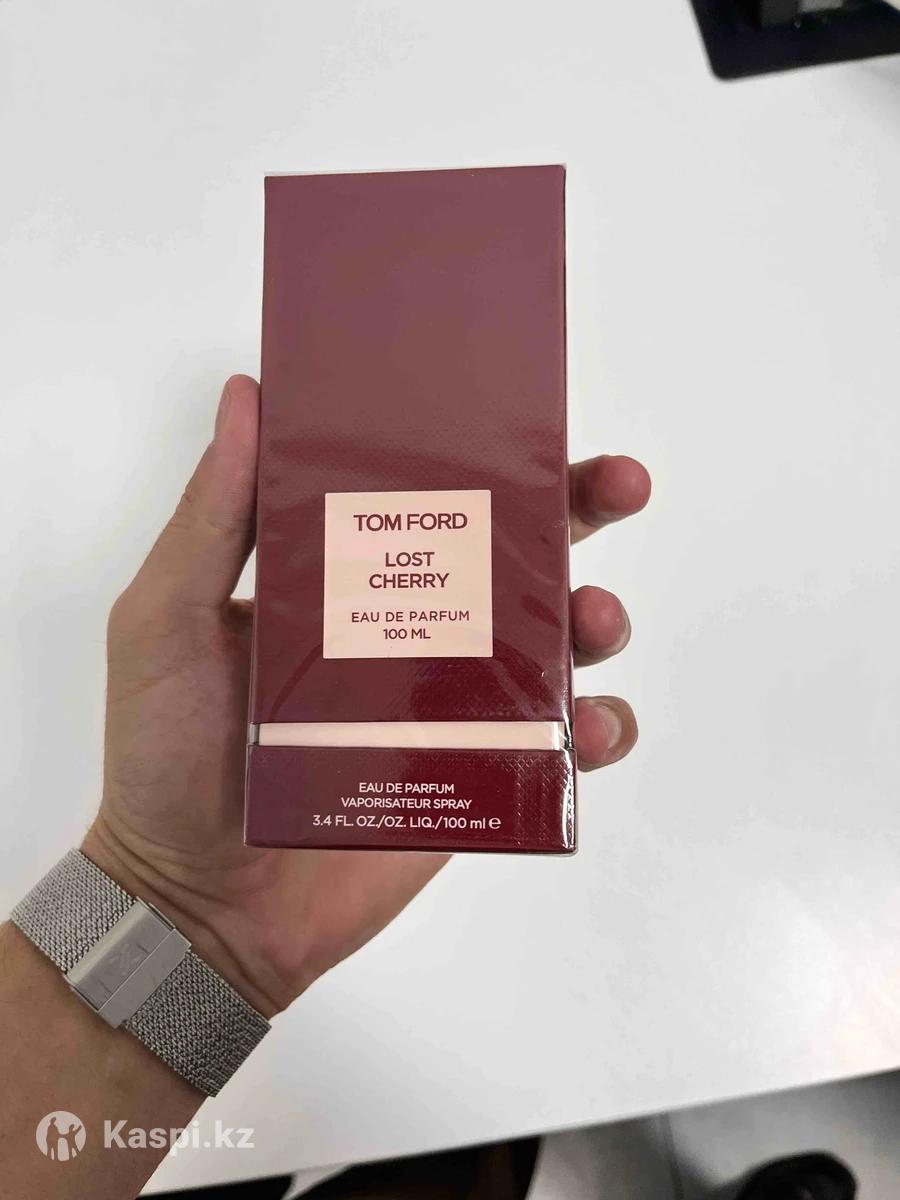 TOM FORD
LOST
CHERRY
EAU DE PARFUM
100 ML
EAU DE PARFUM
VAPORISATEUR SPRAY
3.4 FL. OZ./OZ. LIQ./100 ml ℮
Kaspi.kz